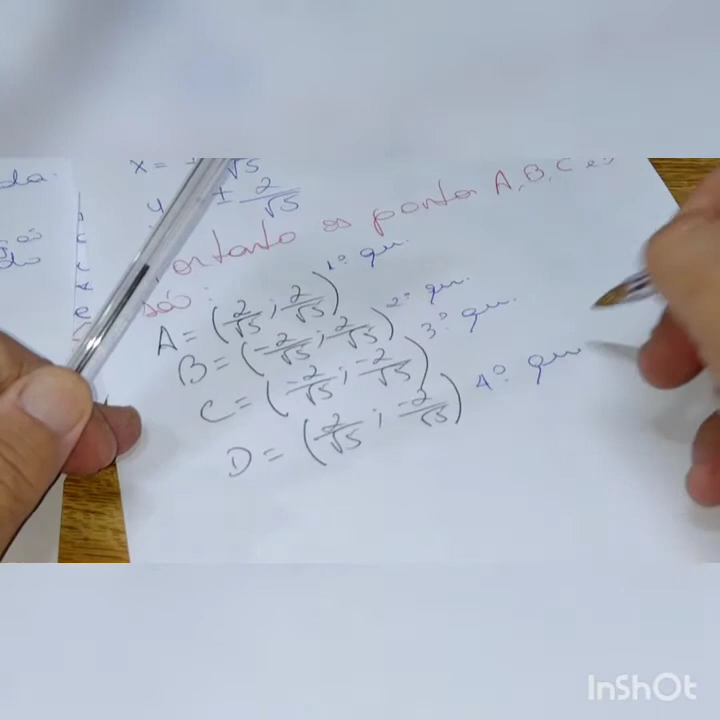 da.
x = ± √5
y ± 2/√5
Portanto os pontos A, B, C e
são:
A = (2/√5 ; 2/√5) 1º qu.
B = (-2/√5 ; 2/√5) 2º qu.
C = (-2/√5 ; -2/√5) 3º qu.
D = (2/√5 ; -2/√5) 4º qu
InShOt